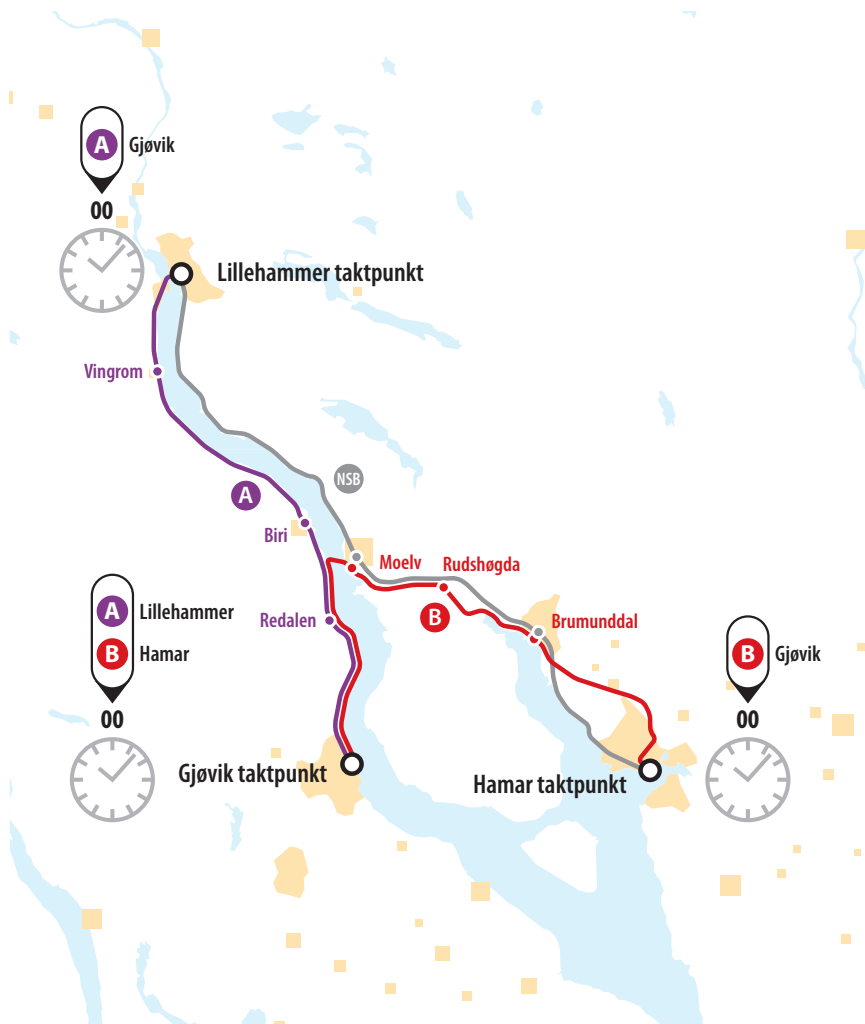 A Gjøvik
00
Lillehammer taktpunkt
Vingrom
NSB
A
Biri
Moelv
Rudshøgda
A Lillehammer
B Hamar
00
Redalen
B
Brumunddal
B Gjøvik
00
Gjøvik taktpunkt
Hamar taktpunkt